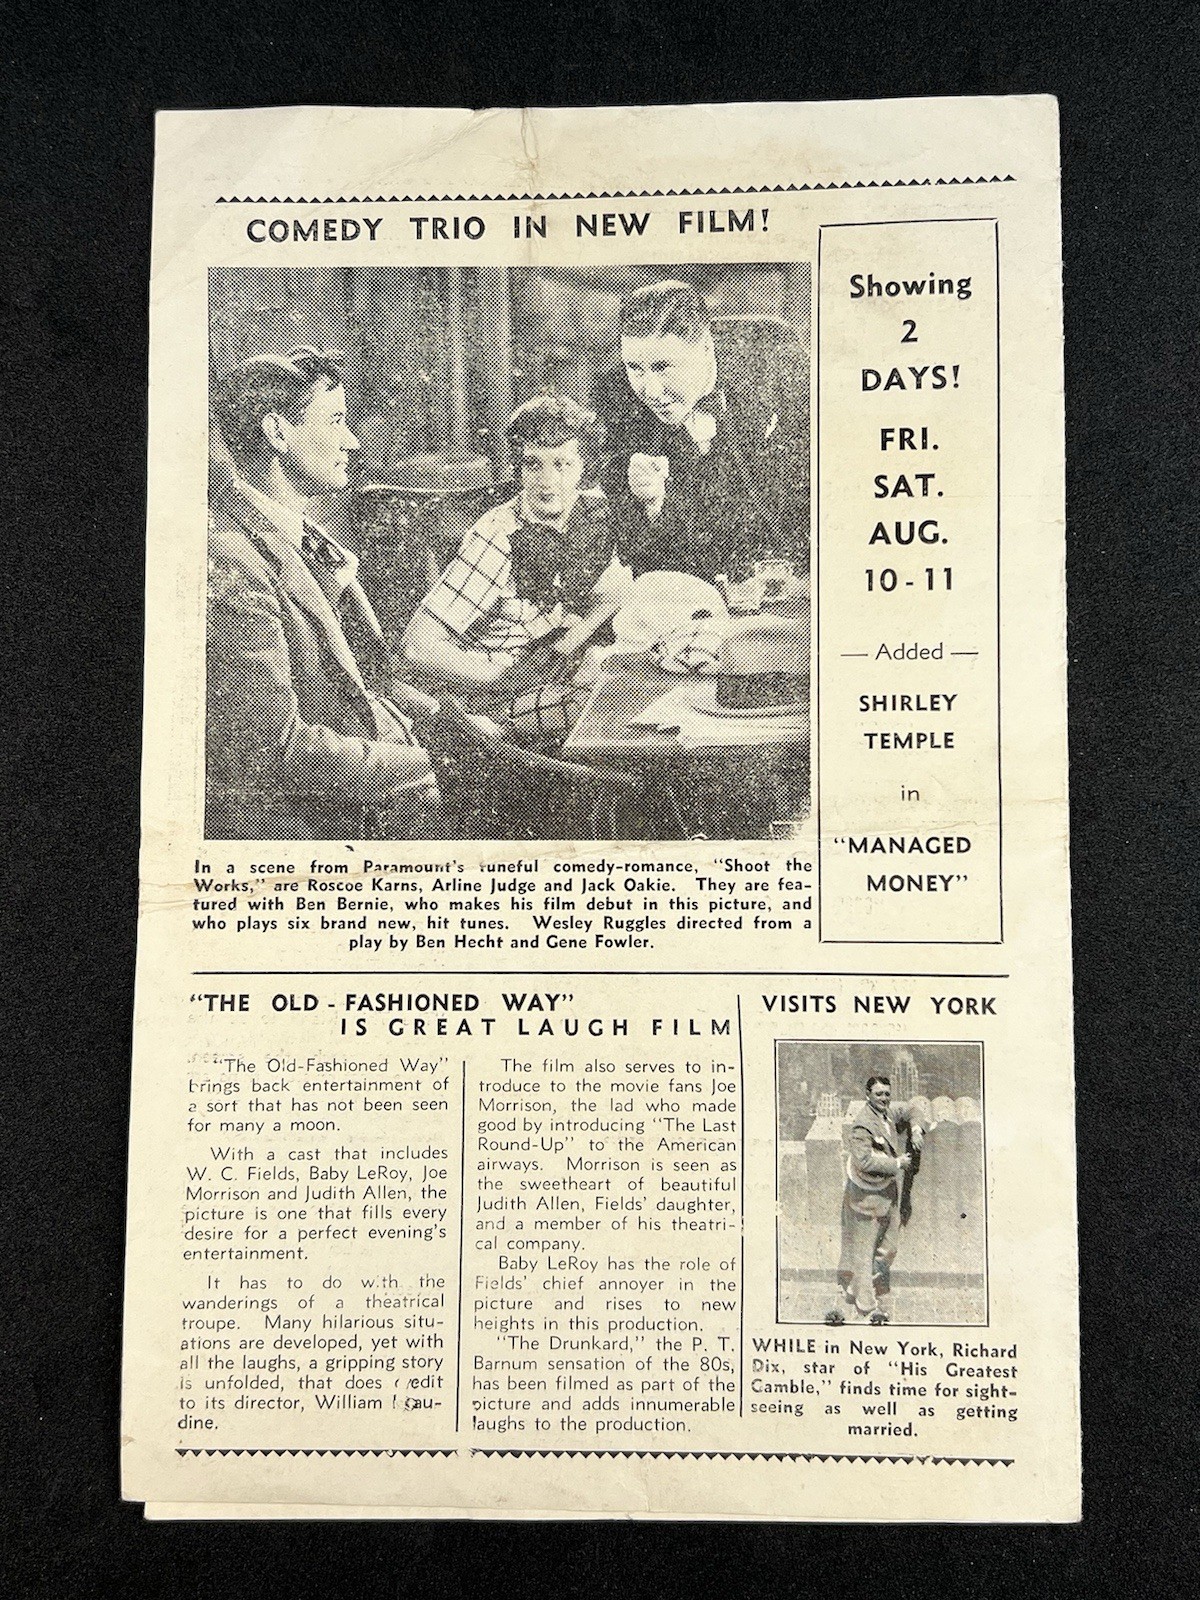 COMEDY TRIO IN NEW FILM!
In a scene from Paramount's tuneful comedy-romance, "Shoot the
Works," are Roscoe Karns, Arline Judge and Jack Oakie. They are fea-
tured with Ben Bernie, who makes his film debut in this picture, and
who plays six brand new, hit tunes. Wesley Ruggles directed from a
play by Ben Hecht and Gene Fowler.
Showing
2
DAYS!
FRI.
SAT.
AUG.
10-11
— Added —
SHIRLEY
TEMPLE
in
"MANAGED
MONEY"
"THE OLD-FASHIONED WAY"
IS GREAT LAUGH FILM
"The Old-Fashioned Way"
brings back entertainment of
a sort that has not been seen
for many a moon.
With a cast that includes
W. C. Fields, Baby LeRoy, Joe
Morrison and Judith Allen, the
picture is one that fills every
desire for a perfect evening's
entertainment.
It has to do with the
wanderings of a theatrical
troupe. Many hilarious situ-
ations are developed, yet with
all the laughs, a gripping story
is unfolded, that does credit
to its director, William Beau-
dine.
The film also serves to in-
troduce to the movie fans Joe
Morrison, the lad who made
good by introducing "The Last
Round-Up" to the American
airways. Morrison is seen as
the sweetheart of beautiful
Judith Allen, Fields' daughter,
and a member of his theatri-
cal company.
Baby LeRoy has the role of
Fields' chief annoyer in the
picture and rises to new
heights in this production.
"The Drunkard," the P. T.
Barnum sensation of the 80s,
has been filmed as part of the
picture and adds innumerable
laughs to the production.
VISITS NEW YORK
WHILE in New York, Richard
Dix, star of "His Greatest
Gamble," finds time for sight-
seeing as well as getting
married.